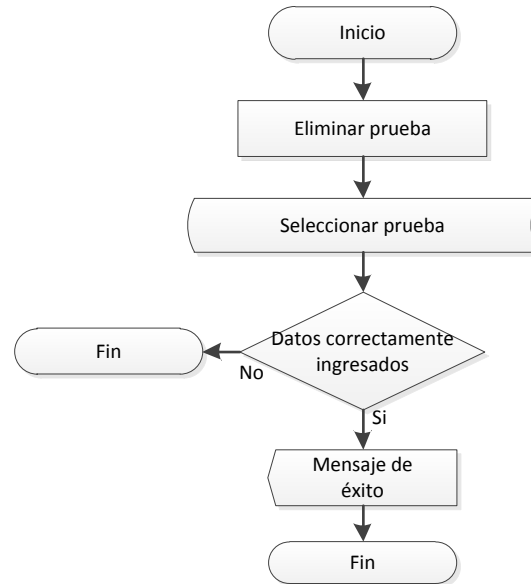 Inicio
Eliminar prueba
Seleccionar prueba
Datos correctamente
ingresados
Fin
No
Si
Mensaje de
éxito
Fin